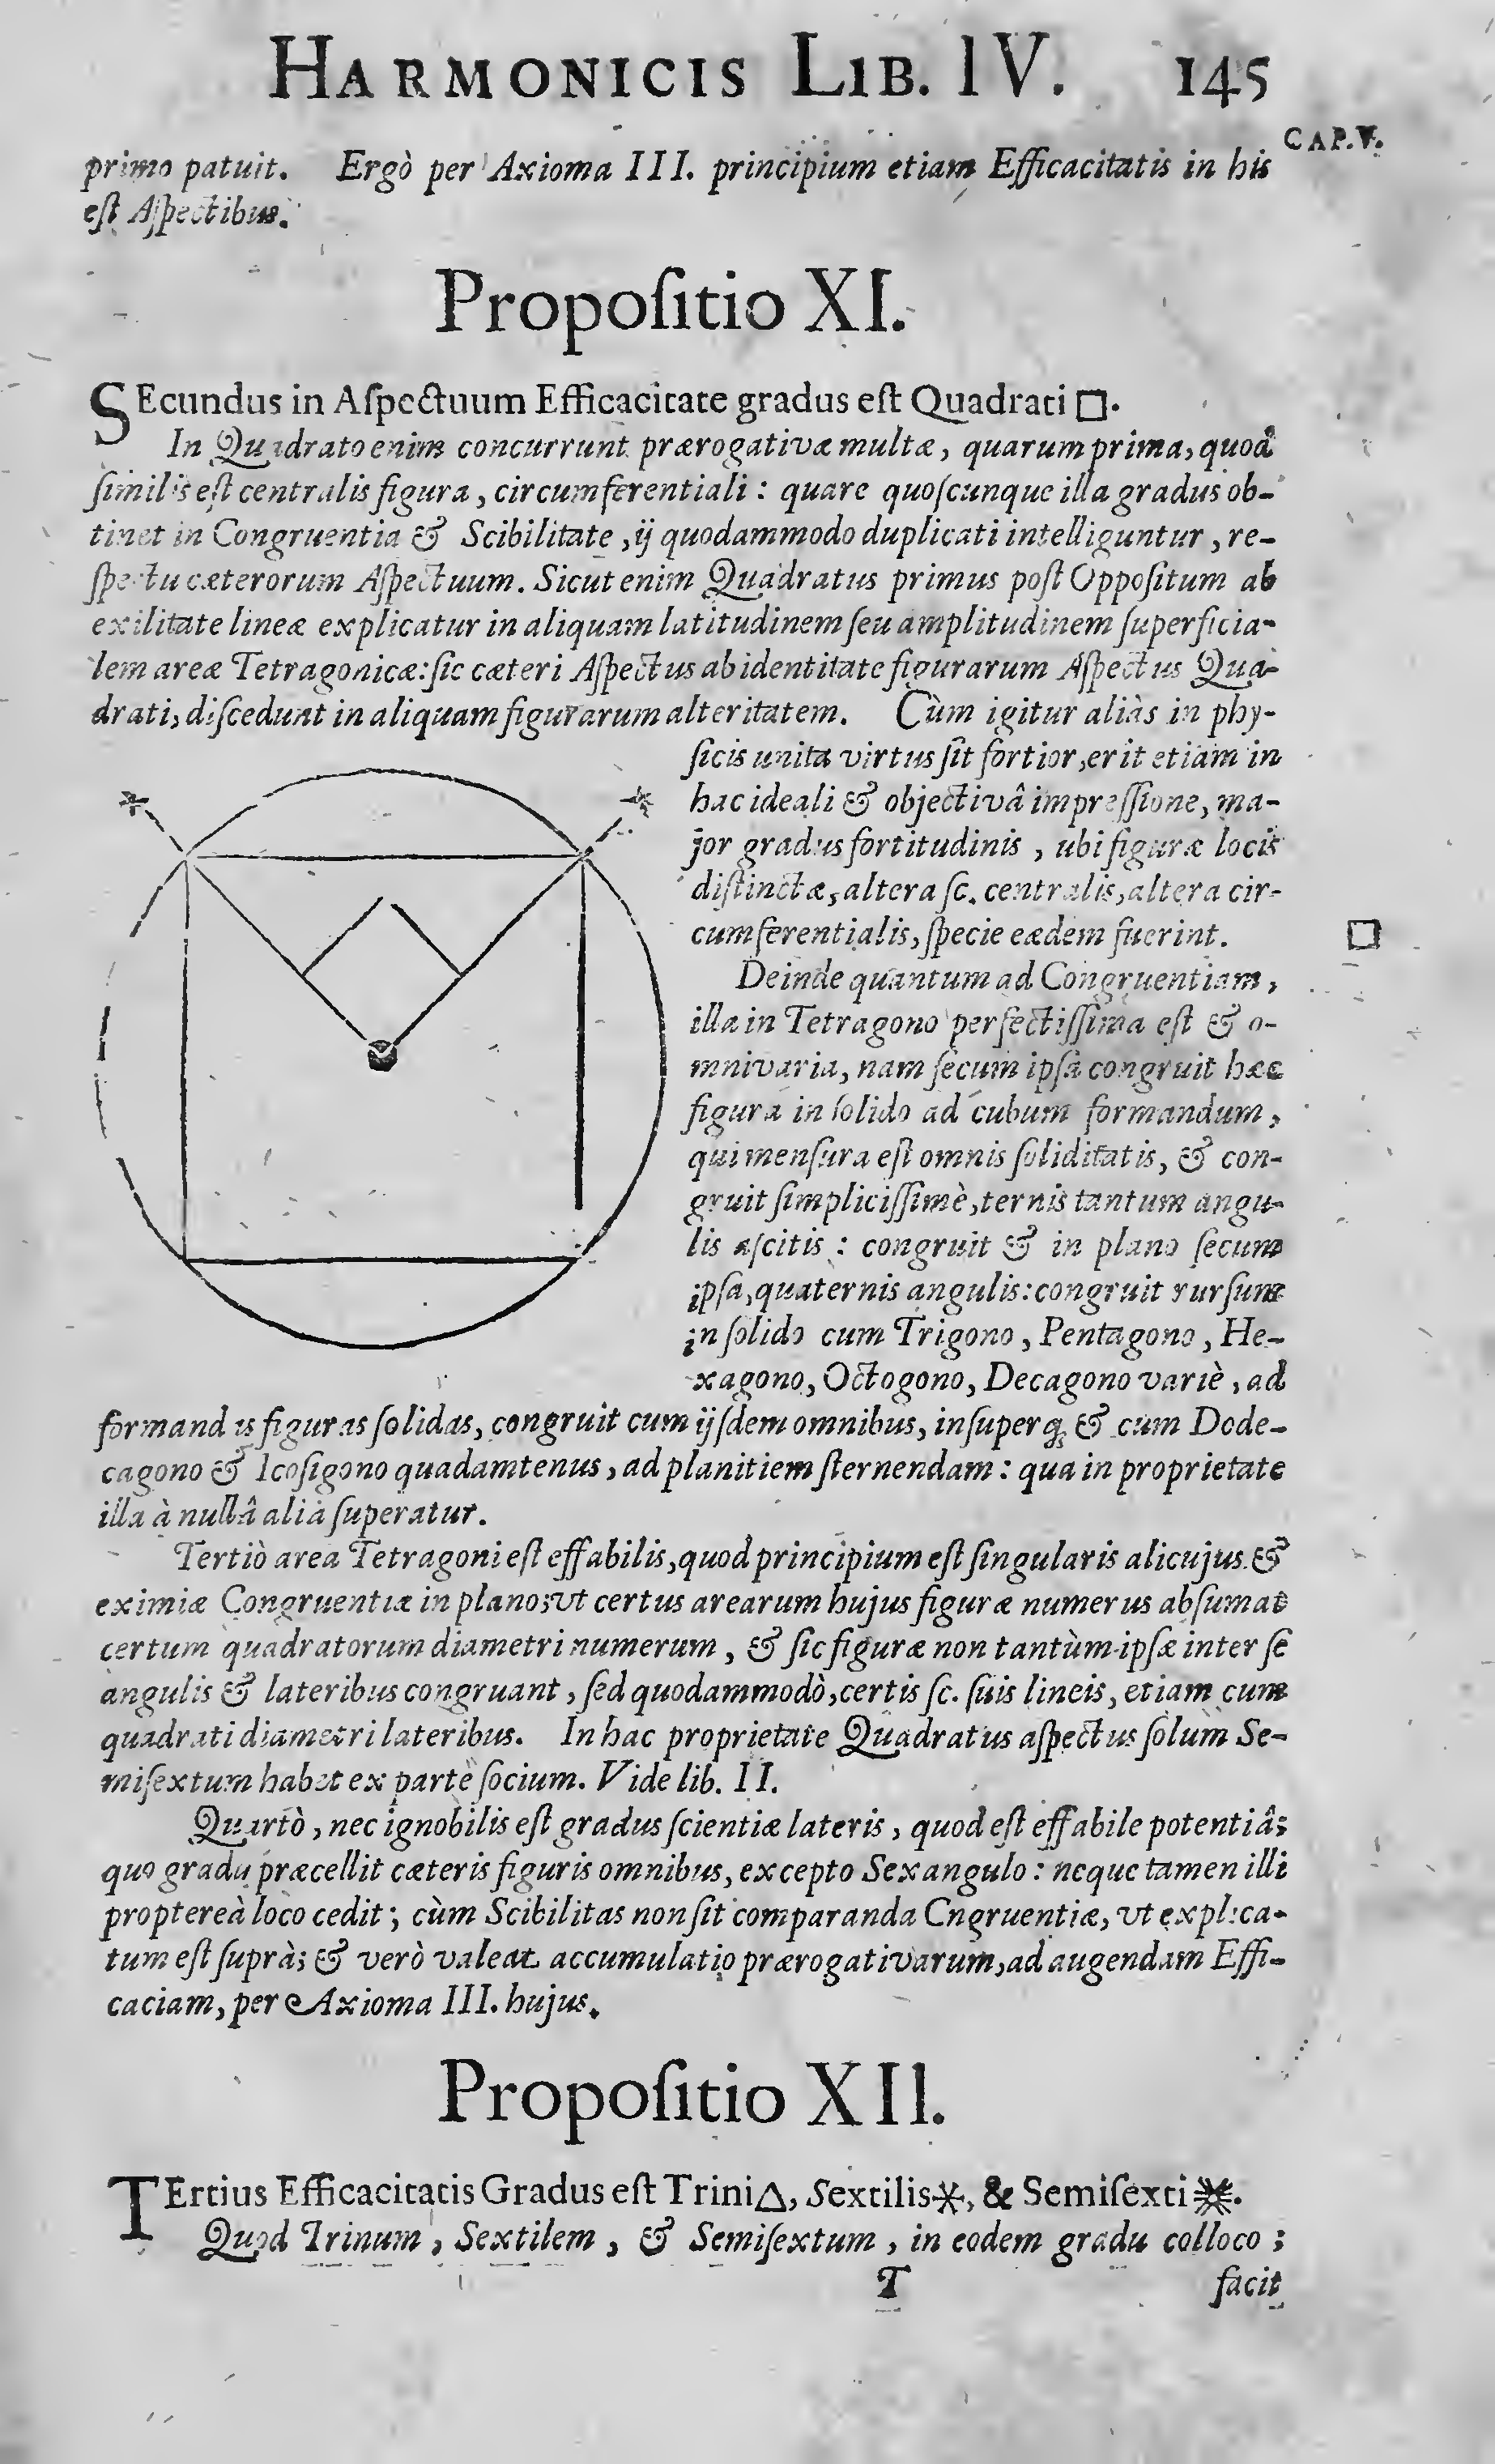 HARMONICIS LIB. IV. 145
CAP. V.
primo patuit. Ergò per Axioma III. principium etiam Efficacitatis in his
eſt Aſpectibus.
Propoſitio XI.
SEcundus in Aſpectuum Efficacitate gradus eſt Quadrati □.
In Quadrato enim concurrunt prærogativæ multæ, quarum prima, quod
ſimilis eſt centralis figura, circumferentiali: quare quoſcunque illa gradus ob-
tinet in Congruentia & Scibilitate, ij quodammodo duplicati intelliguntur, re-
ſpectu cæterorum Aſpectuum. Sicut enim Quadratus primus poſt Oppoſitum ab
exilitate lineæ explicatur in aliquam latitudinem ſeu amplitudinem ſuperficia-
lem areæ Tetragonicæ: ſic cæteri Aſpectus ab identitate figurarum Aſpectus Qua-
drati, diſcedunt in aliquam figurarum alteritatem. Cùm igitur aliàs in phy-
ſicis unita virtus ſit fortior, erit etiam in
hac ideali & objectivâ impreſſione, ma-
jor gradus fortitudinis, ubi figuræ locis
diſtinctæ, altera ſc. centralis, altera cir-
cumferentialis, ſpecie eædem fuerint.
□
Deinde quantum ad Congruentiam,
illa in Tetragono perfectiſſima eſt & o-
mnivaria, nam ſecum ipſa congruit hæc
figura in ſolido ad cubum formandum,
qui menſura eſt omnis ſoliditatis, & con-
gruit ſimpliciſſimè, ternis tantum angu-
lis aſcitis: congruit & in plano ſecum
ipſa, quaternis angulis: congruit rurſum
in ſolido cum Trigono, Pentagono, He-
xagono, Octogono, Decagono variè, ad
formandas figuras ſolidas, congruit cum ijſdem omnibus, inſuperq; & cum Dode-
cagono & Icoſigono quadamtenus, ad planitiem ſternendam: qua in proprietate
illa à nullâ aliâ ſuperatur.
Tertiò area Tetragoni eſt effabilis, quod principium eſt ſingularis alicujus &
eximiæ Congruentiæ in plano; ut certus arearum hujus figuræ numerus abſumat
certum quadratorum diametri numerum, & ſic figuræ non tantùm ipſæ inter ſe
angulis & lateribus congruant, ſed quodammodò, certis ſc. ſuis lineis, etiam cum
quadrati diametri lateribus. In hac proprietate Quadratus aſpectus ſolum Se-
miſextum habet ex parte ſocium. Vide lib. II.
Quartò, nec ignobilis eſt gradus ſcientiæ lateris, quod eſt effabile potentiâ;
quo gradu præcellit cæteris figuris omnibus, excepto Sexangulo: neque tamen illi
proptereà loco cedit; cùm Scibilitas non ſit comparanda Cngruentiæ, ut explica-
tum eſt ſuprà; & verò valeat accumulatio prærogativarum, ad augendam Effi-
caciam, per Axioma III. hujus.
Propoſitio XII.
TErtius Efficacitatis Gradus eſt Trini △, Sextilis ⚹, & Semiſexti ⚺.
Quod Trinum, Sextilem, & Semiſextum, in eodem gradu colloco;
T facit